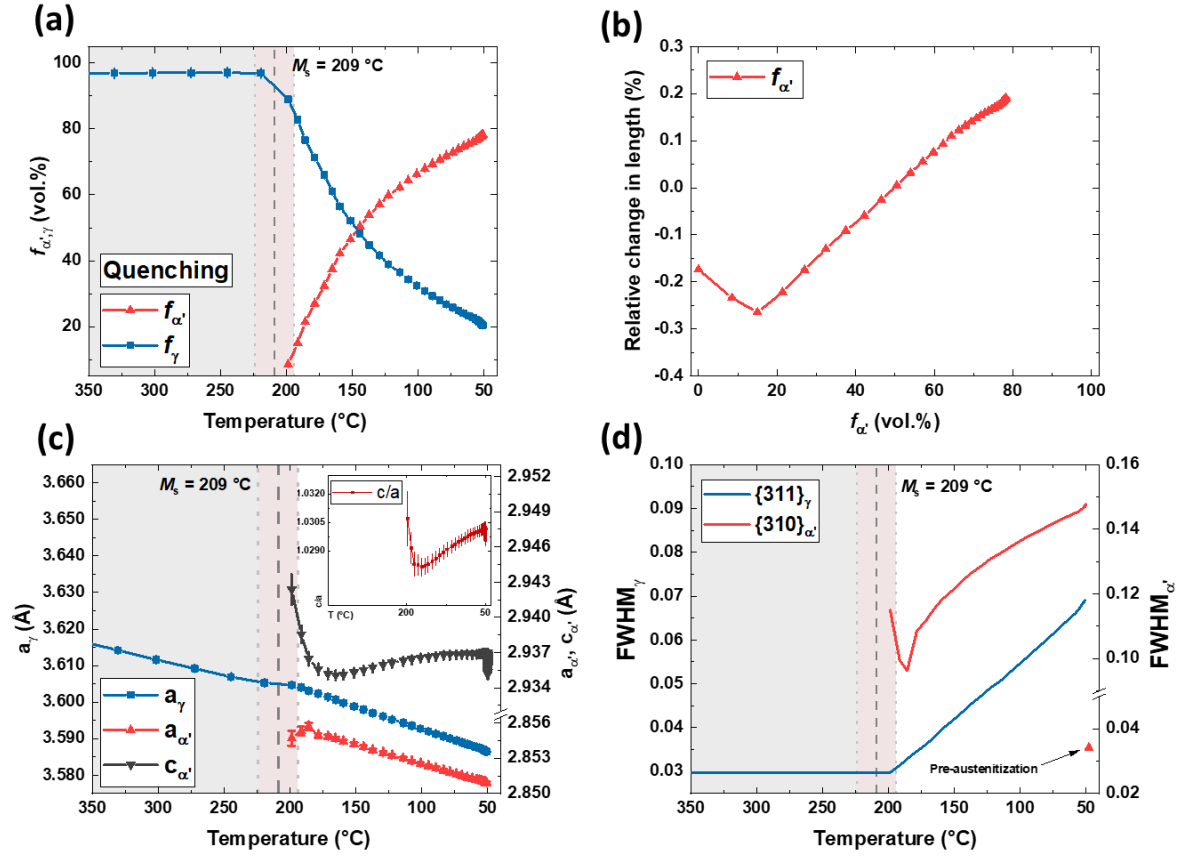 (a)
100
80
60
40
20
350
300
250
200
150
100
50
fα',γ (vol.%)
Temperature (°C)
Ms = 209 °C
Quenching
fα'
fγ
(b)
0.3
0.2
0.1
0.0
-0.1
-0.2
-0.3
-0.4
0
20
40
60
80
100
Relative change in length (%)
fα' (vol.%)
fα'
(c)
3.660
3.650
3.640
3.630
3.620
3.610
3.600
3.590
3.580
350
300
250
200
150
100
50
aγ (Å)
Temperature (°C)
Ms = 209 °C
2.952
2.949
2.946
2.943
2.940
2.937
2.934
2.856
2.854
2.852
2.850
aα', cα' (Å)
aγ
aα'
cα'
c/a
1.0320
1.0305
1.0290
c/a
T (°C)
200
50
(d)
0.10
0.09
0.08
0.07
0.06
0.05
0.04
0.03
350
300
250
200
150
100
50
FWHMγ
Temperature (°C)
Ms = 209 °C
{311}γ
{310}α'
0.16
0.14
0.12
0.10
0.04
0.02
FWHMα'
Pre-austenitization